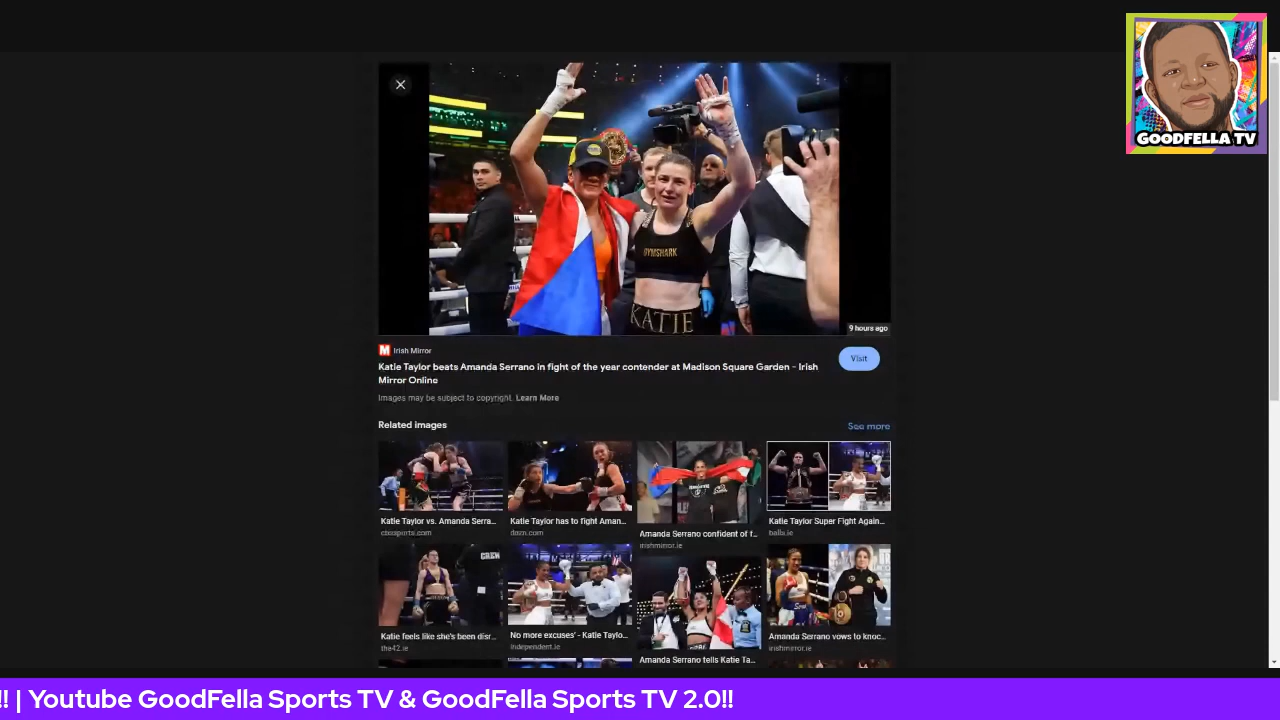 GOODFELLA TV
GYMSHARK
KATIE
9 hours ago
Irish Mirror
Visit
Katie Taylor beats Amanda Serrano in fight of the year contender at Madison Square Garden - Irish
Mirror Online
Images may be subject to copyright. Learn More
Related images
See more
Katie Taylor vs. Amanda Serra...
cbssports.com
Katie Taylor has to fight Aman...
dazn.com
Amanda Serrano confident of f...
irishmirror.ie
Katie Taylor Super Fight Again...
balls.ie
CREW
Katie feels like she's been disr...
the42.ie
No more excuses' - Katie Taylo...
independent.ie
Amanda Serrano tells Katie Ta...
Amanda Serrano vows to knoc...
irishmirror.ie
!! | Youtube GoodFella Sports TV & GoodFella Sports TV 2.0!!